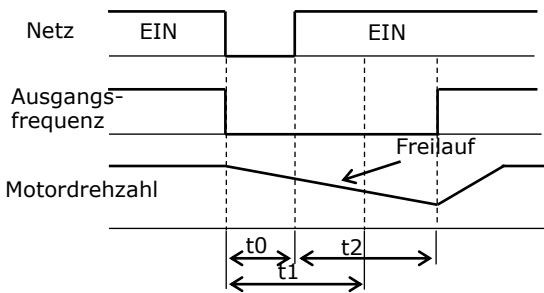 Netz
EIN
EIN
Ausgangs-
frequenz
Freilauf
Motordrehzahl
t0
t2
t1